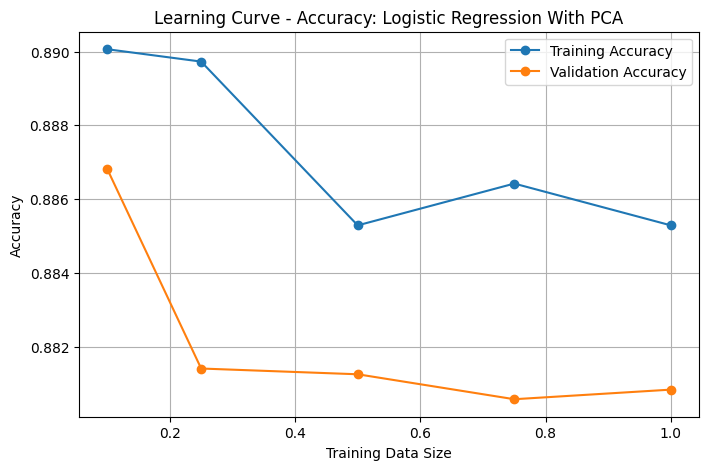 Learning Curve - Accuracy: Logistic Regression With PCA
Training Accuracy
Validation Accuracy
0.890
0.888
0.886
0.884
0.882
Accuracy
0.2 0.4 0.6 0.8 1.0
Training Data Size